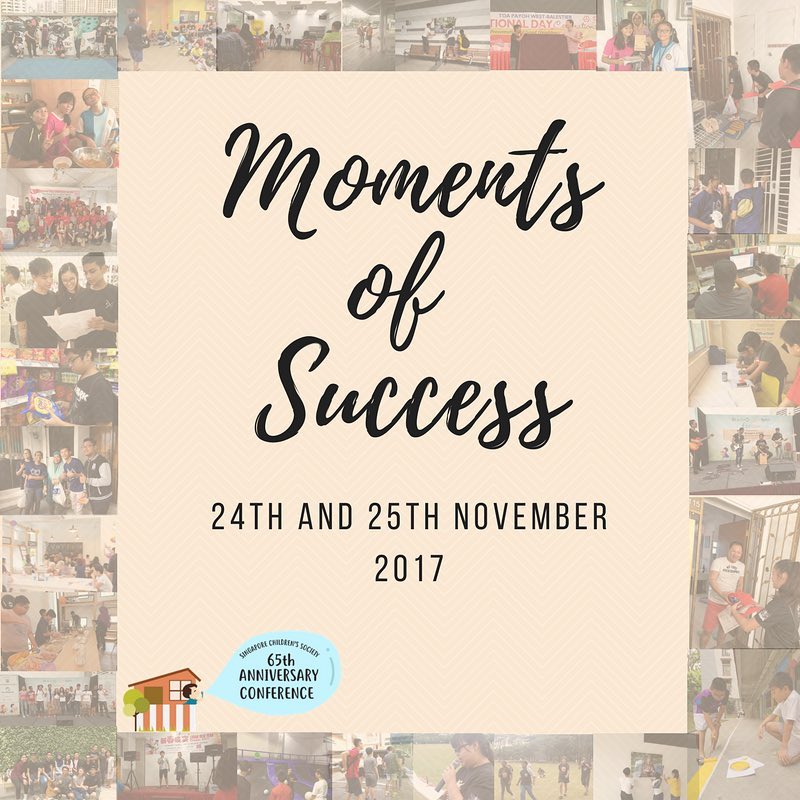 TOA PAYOH WEST-BALESTIER
TIONAL DAY
Moments
of
Success
24TH AND 25TH NOVEMBER
2017
SINGAPORE CHILDREN'S SOCIETY
65th
ANNIVERSARY
CONFERENCE